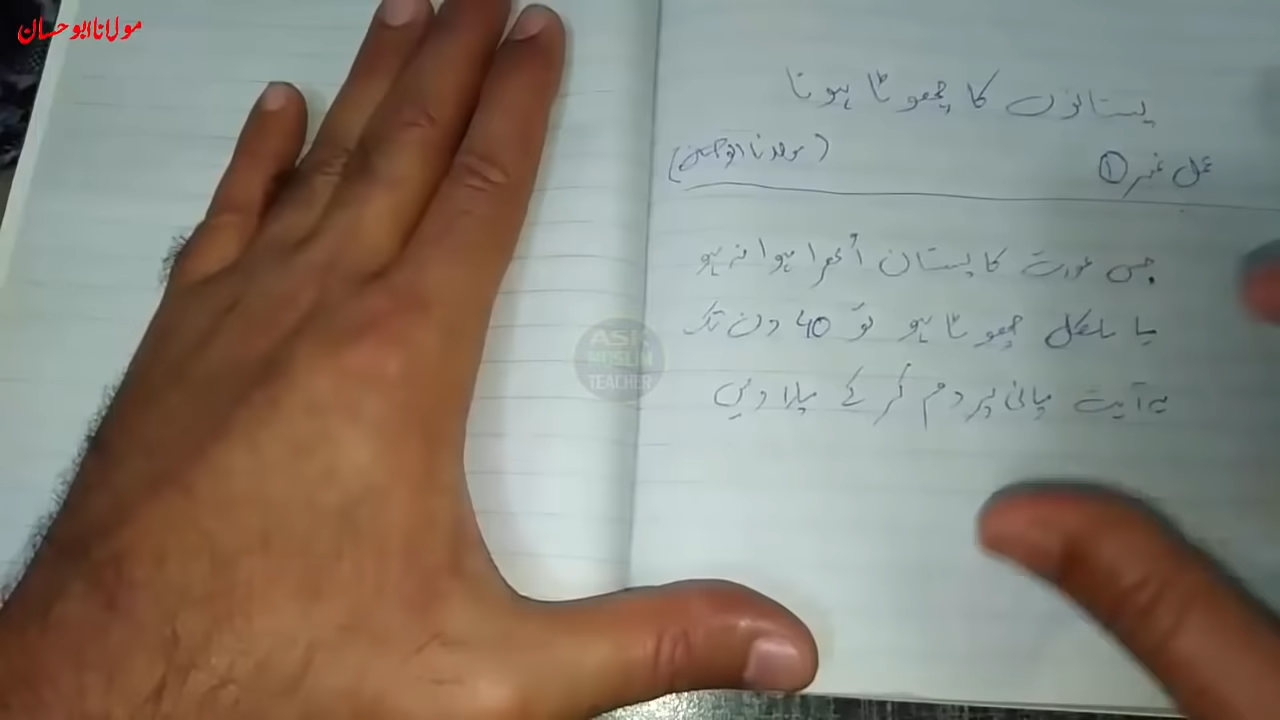 مولانا ابو حسان
پستانوں کا چھوٹا ہونا
عمل نمبر ①
(مولانا ابو حسان)
جس عورت کا پستان اُبھرا ہوا نہ ہو
یا بلکل چھوٹا ہو تو 40 دن تک
یہ آیت پانی پر دم کر کے پلا دیں
ASK
MUSLIM
TEACHER